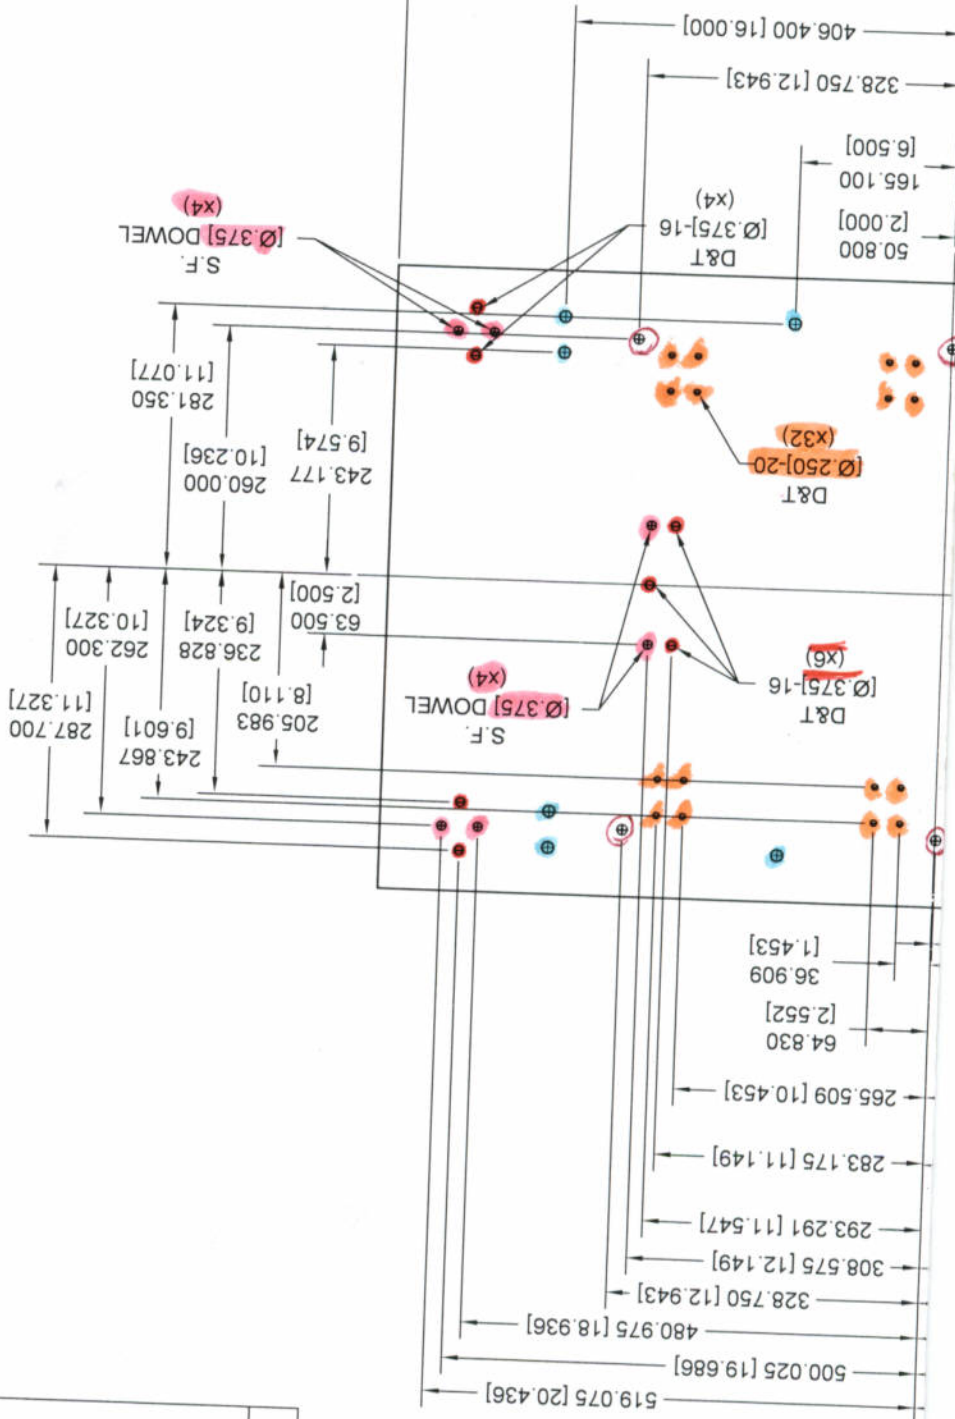 519.075 [20.436]
500.025 [19.686]
480.975 [18.936]
328.750 [12.943]
308.575 [12.149]
293.291 [11.547]
283.175 [11.149]
265.509 [10.453]
64.830
[2.552]
36.909
[1.453]
D&T
[Ø.375]-16
(x6)
S.F.
[Ø.375] DOWEL
(x4)
205.983
[8.110]
243.867
[9.601]
287.700
[11.327]
236.828
[9.324]
262.300
[10.327]
63.500
[2.500]
D&T
[Ø.250]-20
(x32)
243.177
[9.574]
260.000
[10.236]
281.350
[11.077]
50.800
[2.000]
D&T
[Ø.375]-16
(x4)
S.F.
[Ø.375] DOWEL
(x4)
165.100
[6.500]
328.750 [12.943]
406.400 [16.000]